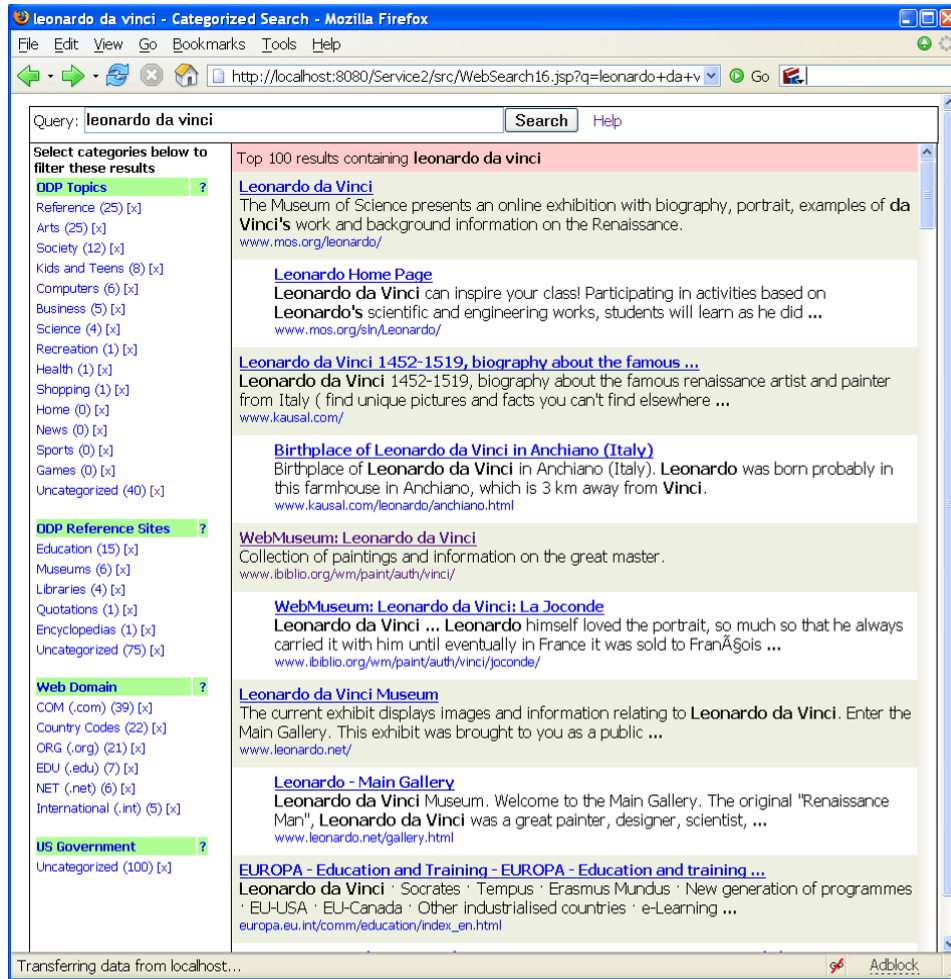 leonardo da vinci - Categorized Search - Mozilla Firefox
File Edit View Go Bookmarks Tools Help
http://localhost:8080/Service2/src/WebSearch16.jsp?q=leonardo+da+v Go
Query: leonardo da vinci Search Help
Select categories below to
filter these results
ODP Topics ?
Reference (25) [x]
Arts (25) [x]
Society (12) [x]
Kids and Teens (8) [x]
Computers (6) [x]
Business (5) [x]
Science (4) [x]
Recreation (1) [x]
Health (1) [x]
Shopping (1) [x]
Home (0) [x]
News (0) [x]
Sports (0) [x]
Games (0) [x]
Uncategorized (40) [x]
ODP Reference Sites ?
Education (15) [x]
Museums (6) [x]
Libraries (4) [x]
Quotations (1) [x]
Encyclopedias (1) [x]
Uncategorized (75) [x]
Web Domain ?
COM (.com) (39) [x]
Country Codes (22) [x]
ORG (.org) (21) [x]
EDU (.edu) (7) [x]
NET (.net) (6) [x]
International (.int) (5) [x]
US Government ?
Uncategorized (100) [x]
Top 100 results containing leonardo da vinci
Leonardo da Vinci
The Museum of Science presents an online exhibition with biography, portrait, examples of da
Vinci's work and background information on the Renaissance.
www.mos.org/leonardo/
Leonardo Home Page
Leonardo da Vinci can inspire your class! Participating in activities based on
Leonardo's scientific and engineering works, students will learn as he did ...
www.mos.org/sln/Leonardo/
Leonardo da Vinci 1452-1519, biography about the famous ...
Leonardo da Vinci 1452-1519, biography about the famous renaissance artist and painter
from Italy ( find unique pictures and facts you can't find elsewhere ...
www.kausal.com/
Birthplace of Leonardo da Vinci in Anchiano (Italy)
Birthplace of Leonardo da Vinci in Anchiano (Italy). Leonardo was born probably in
this farmhouse in Anchiano, which is 3 km away from Vinci.
www.kausal.com/leonardo/anchiano.html
WebMuseum: Leonardo da Vinci
Collection of paintings and information on the great master.
www.ibiblio.org/wm/paint/auth/vinci/
WebMuseum: Leonardo da Vinci: La Joconde
Leonardo da Vinci ... Leonardo himself loved the portrait, so much so that he always
carried it with him until eventually in France it was sold to FranÃ§ois ...
www.ibiblio.org/wm/paint/auth/vinci/joconde/
Leonardo da Vinci Museum
The current exhibit displays images and information relating to Leonardo da Vinci. Enter the
Main Gallery. This exhibit was brought to you as a public ...
www.leonardo.net/
Leonardo - Main Gallery
Leonardo da Vinci Museum. Welcome to the Main Gallery. The original "Renaissance
Man", Leonardo da Vinci was a great painter, designer, scientist, ...
www.leonardo.net/gallery.html
EUROPA - Education and Training - EUROPA - Education and training ...
Leonardo da Vinci · Socrates · Tempus · Erasmus Mundus · New generation of programmes
· EU-USA · EU-Canada · Other industrialised countries · e-Learning ...
europa.eu.int/comm/education/index_en.html
Transferring data from localhost... Adblock